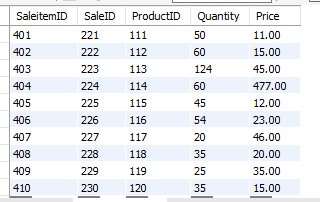 SaleitemID SaleID ProductID Quantity Price
401 221 111 50 11.00
402 222 112 60 15.00
403 223 113 124 45.00
404 224 114 60 477.00
405 225 115 45 12.00
406 226 116 54 23.00
407 227 117 20 46.00
408 228 118 35 20.00
409 229 119 25 35.00
410 230 120 35 15.00